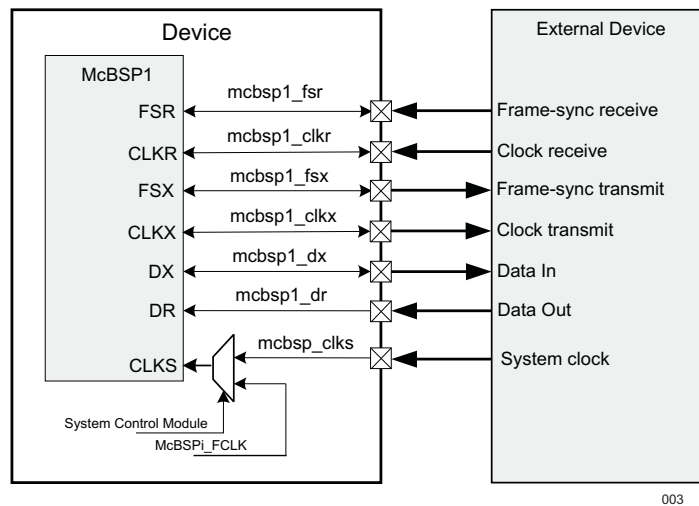 Device
External Device
McBSP1
FSR
mcbsp1_fsr
Frame-sync receive
CLKR
mcbsp1_clkr
Clock receive
FSX
mcbsp1_fsx
Frame-sync transmit
CLKX
mcbsp1_clkx
Clock transmit
DX
mcbsp1_dx
Data In
DR
mcbsp1_dr
Data Out
CLKS
mcbsp_clks
System clock
System Control Module
McBSPi_FCLK
003